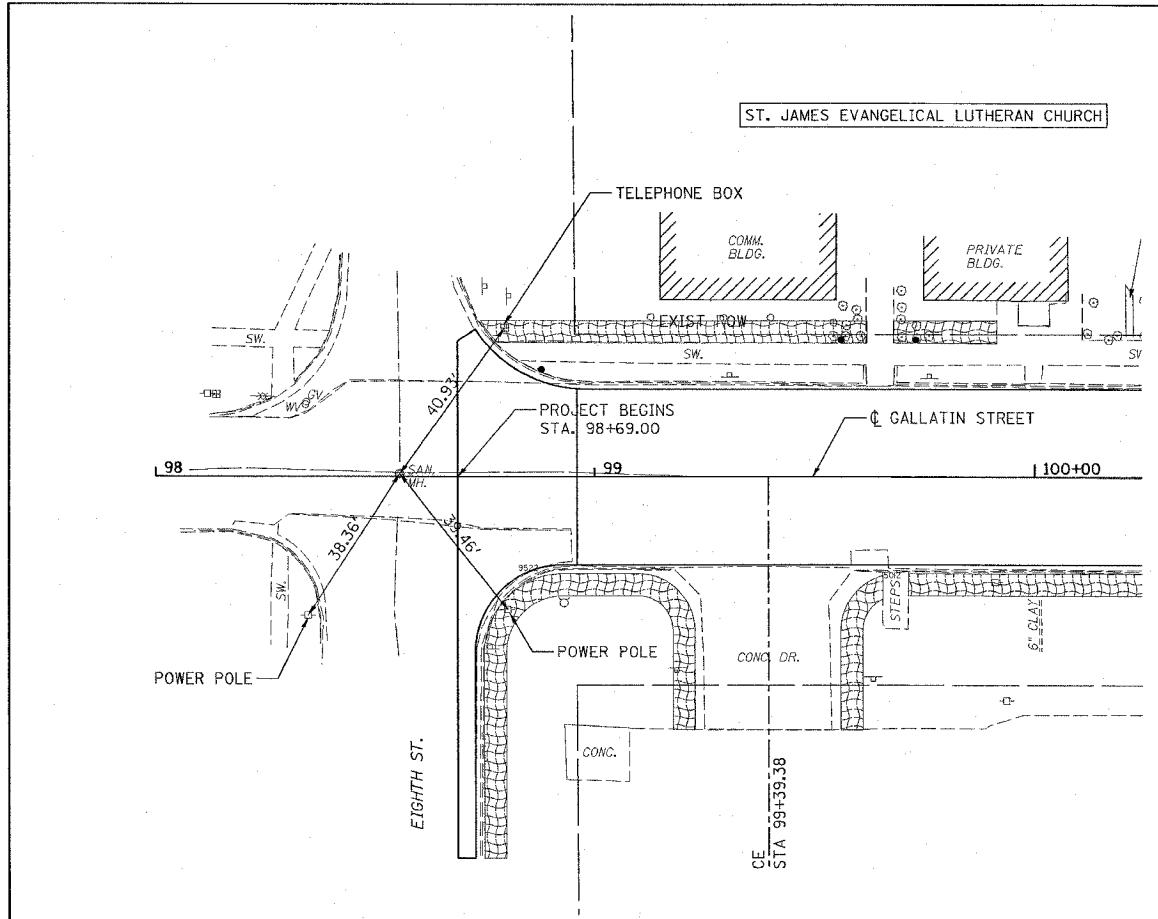 ST. JAMES EVANGELICAL LUTHERAN CHURCH
TELEPHONE BOX
COMM.
BLDG.
PRIVATE
BLDG.
EXIST ROW
SW.
SW.
SW
GV
WV
40.93'
PROJECT BEGINS
STA. 98+69.00
℄ GALLATIN STREET
98
SAN.
MH.
99
100+00
38.36'
39.46'
SW.
STEPS
6" CLAY
POWER POLE
POWER POLE
CONC. DR.
CONC.
EIGHTH ST.
CE
STA 99+39.38